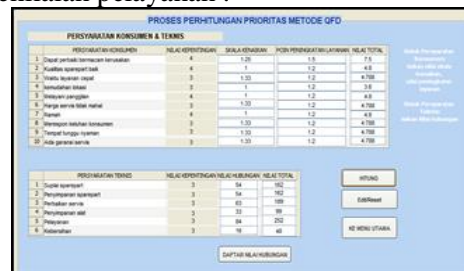 PROSES PERHITUNGAN PRIORITAS METODE QFD
PERSYARATAN KONSUMEN & TEKNIS
PERSYARATAN KONSUMEN NILAI KEPENTINGAN SKALA KENAIKAN POIN PENINGKATAN LAYANAN NILAI TOTAL
1 Dapat perbaiki bermacam kerusakan 4 1.25 1.5 7.5
2 Kualitas sparepart baik 4 1 1.2 4.8
3 Waktu layanan cepat 3 1.33 1.2 4.788
4 kemudahan lokasi 3 1 1.2 3.6
5 Melayani panggilan 4 1 1.2 4.8
6 Harga servis tidak mahal 3 1.33 1.2 4.788
7 Ramah 4 1 1.2 4.8
8 Merespon keluhan konsumen 3 1.33 1.2 4.788
9 Tempat tunggu nyaman 3 1.33 1.2 4.788
10 Ada garansi servis 3 1.33 1.2 4.788
PERSYARATAN TEKNIS NILAI KEPENTINGAN NILAI HUBUNGAN NILAI TOTAL
1 Suplai sparepart 3 54 162
2 Penyimpanan sparepart 3 54 162
3 Perbaikan servis 3 63 189
4 Penyimpanan alat 3 33 99
5 Pelayanan 3 84 252
6 Kebersihan 3 16 48
HITUNG
Edit/Reset
KE MENU UTAMA
DAFTAR NILAI HUBUNGAN